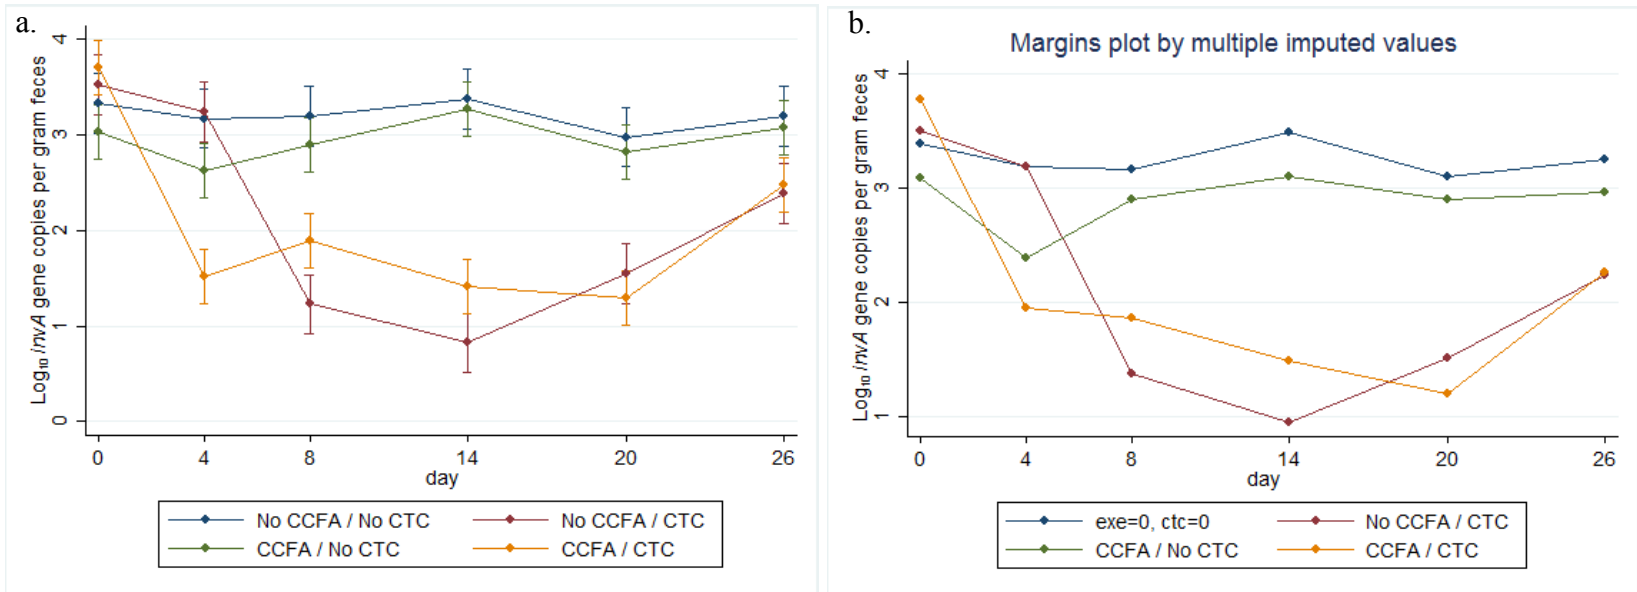 a.
Log₁₀ invA gene copies per gram feces
4
3
2
1
0
0 4 8 14 20 26
day
No CCFA / No CTC No CCFA / CTC
CCFA / No CTC CCFA / CTC
b.
Margins plot by multiple imputed values
Log₁₀ invA gene copies per gram feces
4
3
2
1
0 4 8 14 20 26
day
exe=0, ctc=0 No CCFA / CTC
CCFA / No CTC CCFA / CTC